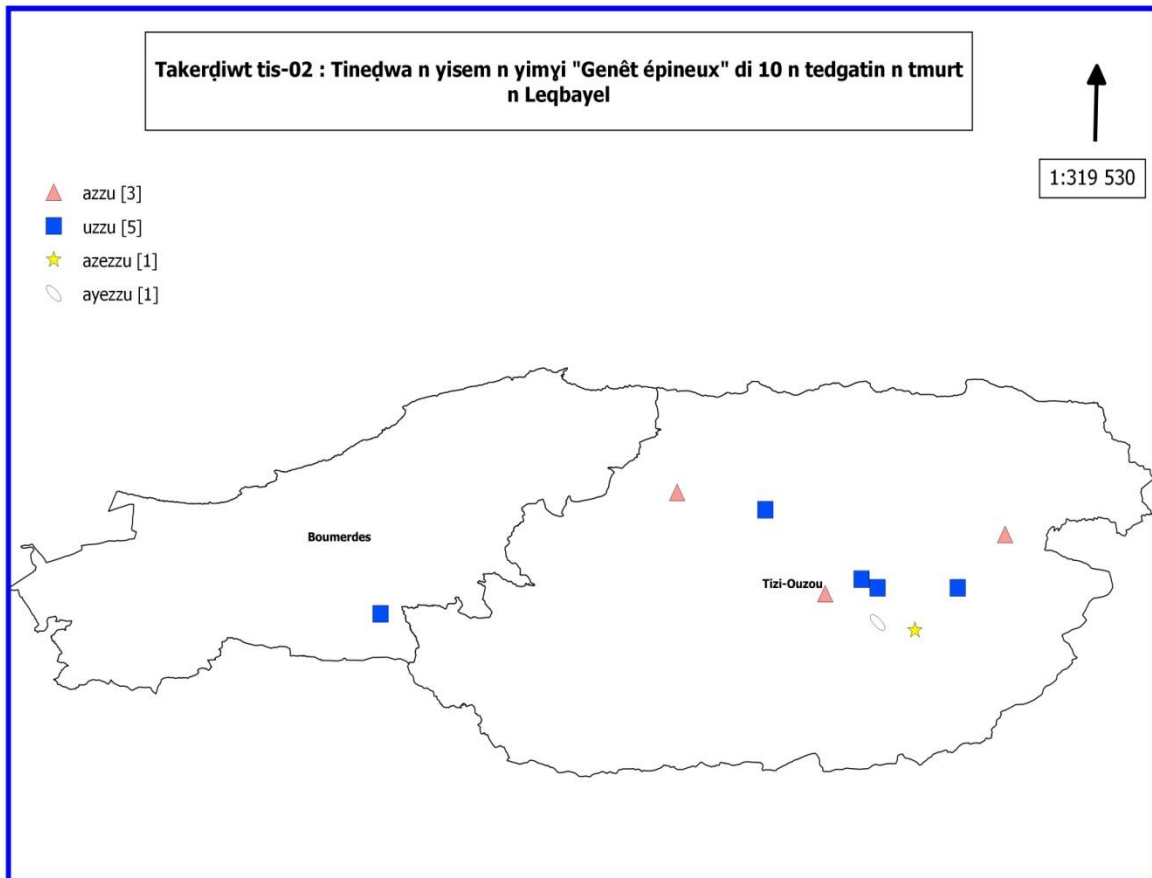 Takerḍiwt tis-02 : Tineḍwa n yisem n yimɣi "Genêt épineux" di 10 n tedgatin n tmurt
n Leqbayel
1:319 530
azzu [3]
uzzu [5]
azezzu [1]
ayezzu [1]
Boumerdes
Tizi-Ouzou